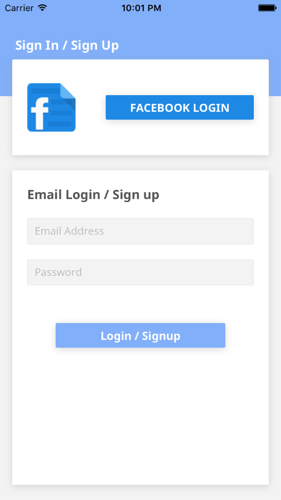 Carrier 10:01 PM
Sign In / Sign Up
f
FACEBOOK LOGIN
Email Login / Sign up
Email Address
Password
Login / Signup